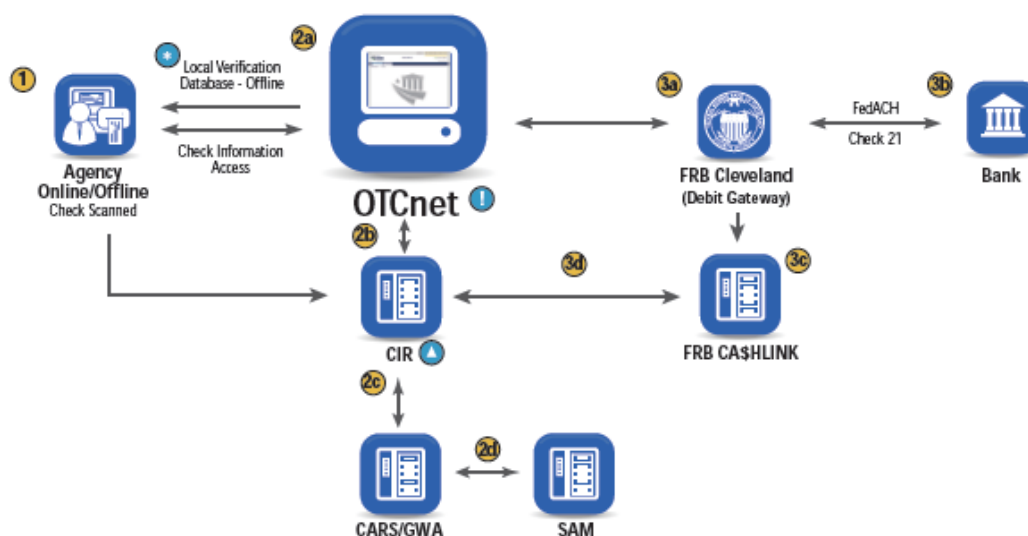 1
*
Local Verification
Database - Offline
2a
3a
3b
FedACH
Check 21
Check Information
Access
Agency
Online/Offline
Check Scanned
OTCnet !
FRB Cleveland
(Debit Gateway)
Bank
2b
3d
3c
CIR
FRB CA$HLINK
2c
2d
CARS/GWA
SAM